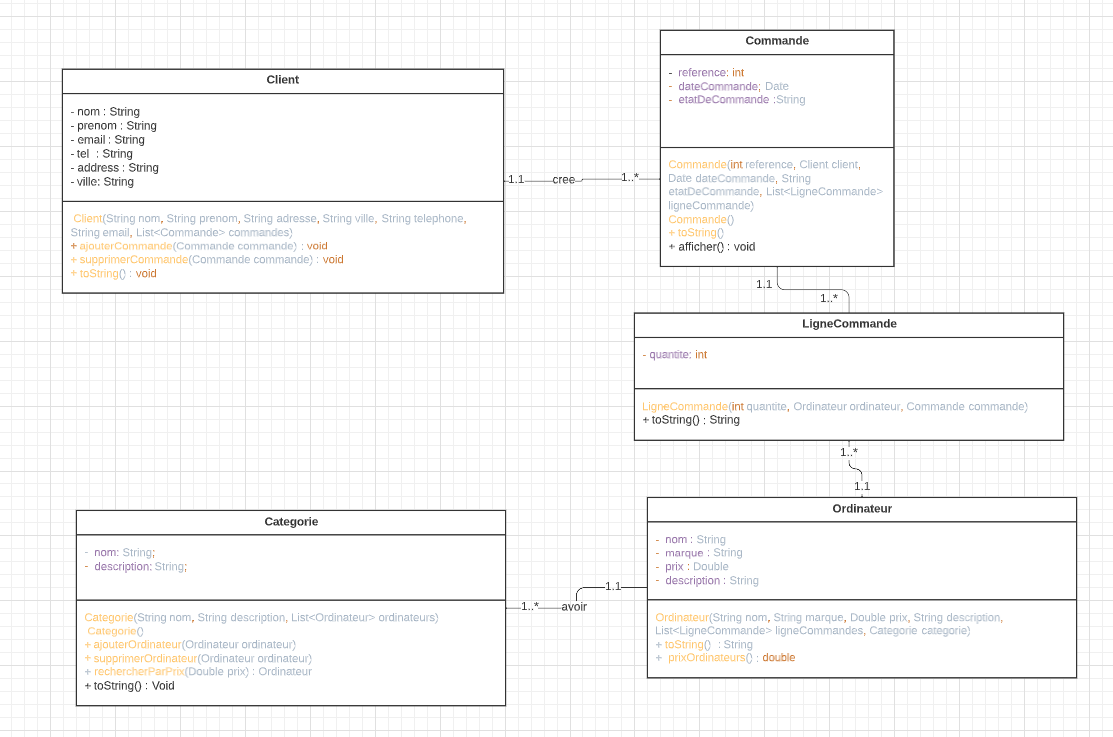 Client
- nom : String
- prenom : String
- email : String
- tel : String
- address : String
- ville: String
Client(String nom, String prenom, String adresse, String ville, String telephone,
String email, List<Commande> commandes)
+ ajouterCommande(Commande commande) : void
+ supprimerCommande(Commande commande) : void
+ toString() : void
1.1
cree
1..*
Commande
- reference: int
- dateCommande; Date
- etatDeCommande :String
Commande(int reference, Client client,
Date dateCommande, String
etatDeCommande, List<LigneCommande>
ligneCommande)
Commande()
+ toString()
+ afficher() : void
1.1
1..*
LigneCommande
- quantite: int
LigneCommande(int quantite, Ordinateur ordinateur, Commande commande)
+ toString() : String
1..*
1.1
Categorie
- nom: String;
- description: String;
Categorie(String nom, String description, List<Ordinateur> ordinateurs)
Categorie()
+ ajouterOrdinateur(Ordinateur ordinateur)
+ supprimerOrdinateur(Ordinateur ordinateur)
+ rechercherParPrix(Double prix) : Ordinateur
+ toString() : Void
1..*
avoir
1.1
Ordinateur
- nom : String
- marque : String
- prix : Double
- description : String
Ordinateur(String nom, String marque, Double prix, String description,
List<LigneCommande> ligneCommandes, Categorie categorie)
+ toString() : String
+ prixOrdinateurs() : double